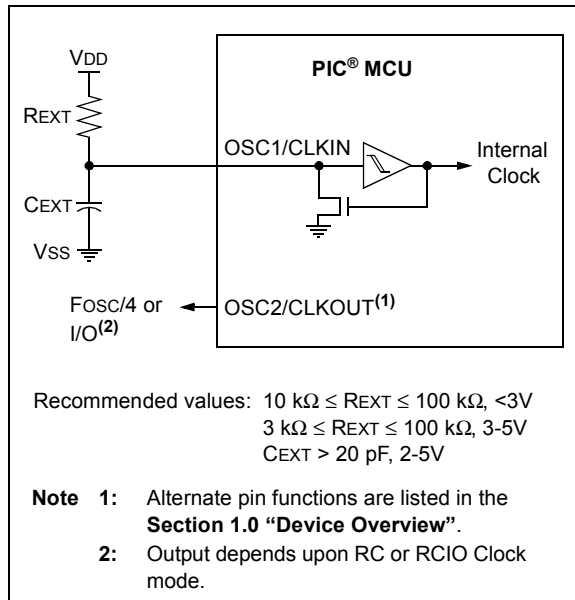 VDD
PIC® MCU
REXT
OSC1/CLKIN
Internal
Clock
CEXT
VSS
FOSC/4 or
I/O(2)
OSC2/CLKOUT(1)
Recommended values: 10 kΩ ≤ REXT ≤ 100 kΩ, <3V
3 kΩ ≤ REXT ≤ 100 kΩ, 3-5V
CEXT > 20 pF, 2-5V
Note 1: Alternate pin functions are listed in the
Section 1.0 “Device Overview”.
2: Output depends upon RC or RCIO Clock
mode.